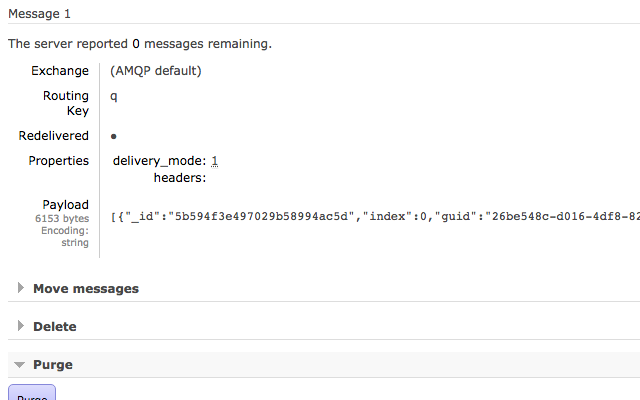 Message 1
The server reported 0 messages remaining.
Exchange (AMQP default)
Routing Key q
Redelivered ●
Properties delivery_mode: 1
headers:
Payload
6153 bytes
Encoding: string
[{"_id":"5b594f3e497029b58994ac5d","index":0,"guid":"26be548c-d016-4df8-82
Move messages
Delete
Purge
Purge